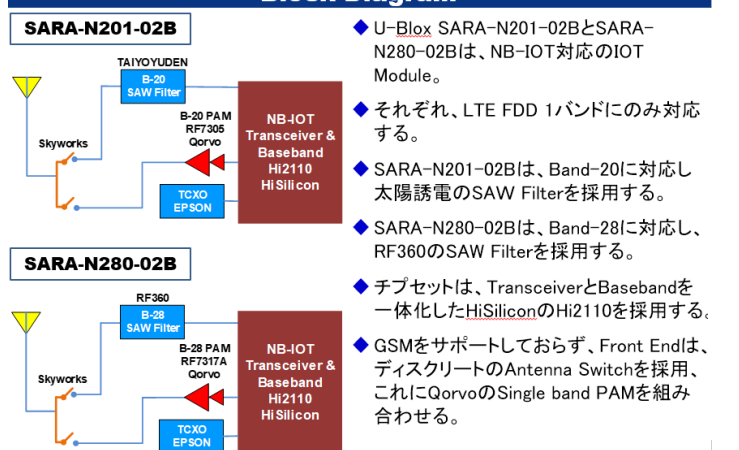 Block Diagram
SARA-N201-02B
TAIYOYUDEN
B-20
SAW Filter
Skyworks
B-20 PAM
RF7305
Qorvo
NB-IOT
Transceiver &
Baseband
Hi2110
HiSilicon
TCXO
EPSON
SARA-N280-02B
RF360
B-28
SAW Filter
Skyworks
B-28 PAM
RF7317A
Qorvo
NB-IOT
Transceiver &
Baseband
Hi2110
HiSilicon
TCXO
EPSON
◆ U-Blox SARA-N201-02BとSARA-
N280-02Bは、NB-IOT対応のIOT
Module。
◆ それぞれ、LTE FDD 1バンドにのみ対応
する。
◆ SARA-N201-02Bは、Band-20に対応し
太陽誘電のSAW Filterを採用する。
◆ SARA-N280-02Bは、Band-28に対応し、
RF360のSAW Filterを採用する。
◆ チプセットは、TransceiverとBasebandを
一体化したHiSiliconのHi2110を採用する。
◆ GSMをサポートしておらず、Front Endは、
ディスクリートのAntenna Switchを採用、
これにQorvoのSingle band PAMを組み
合わせる。